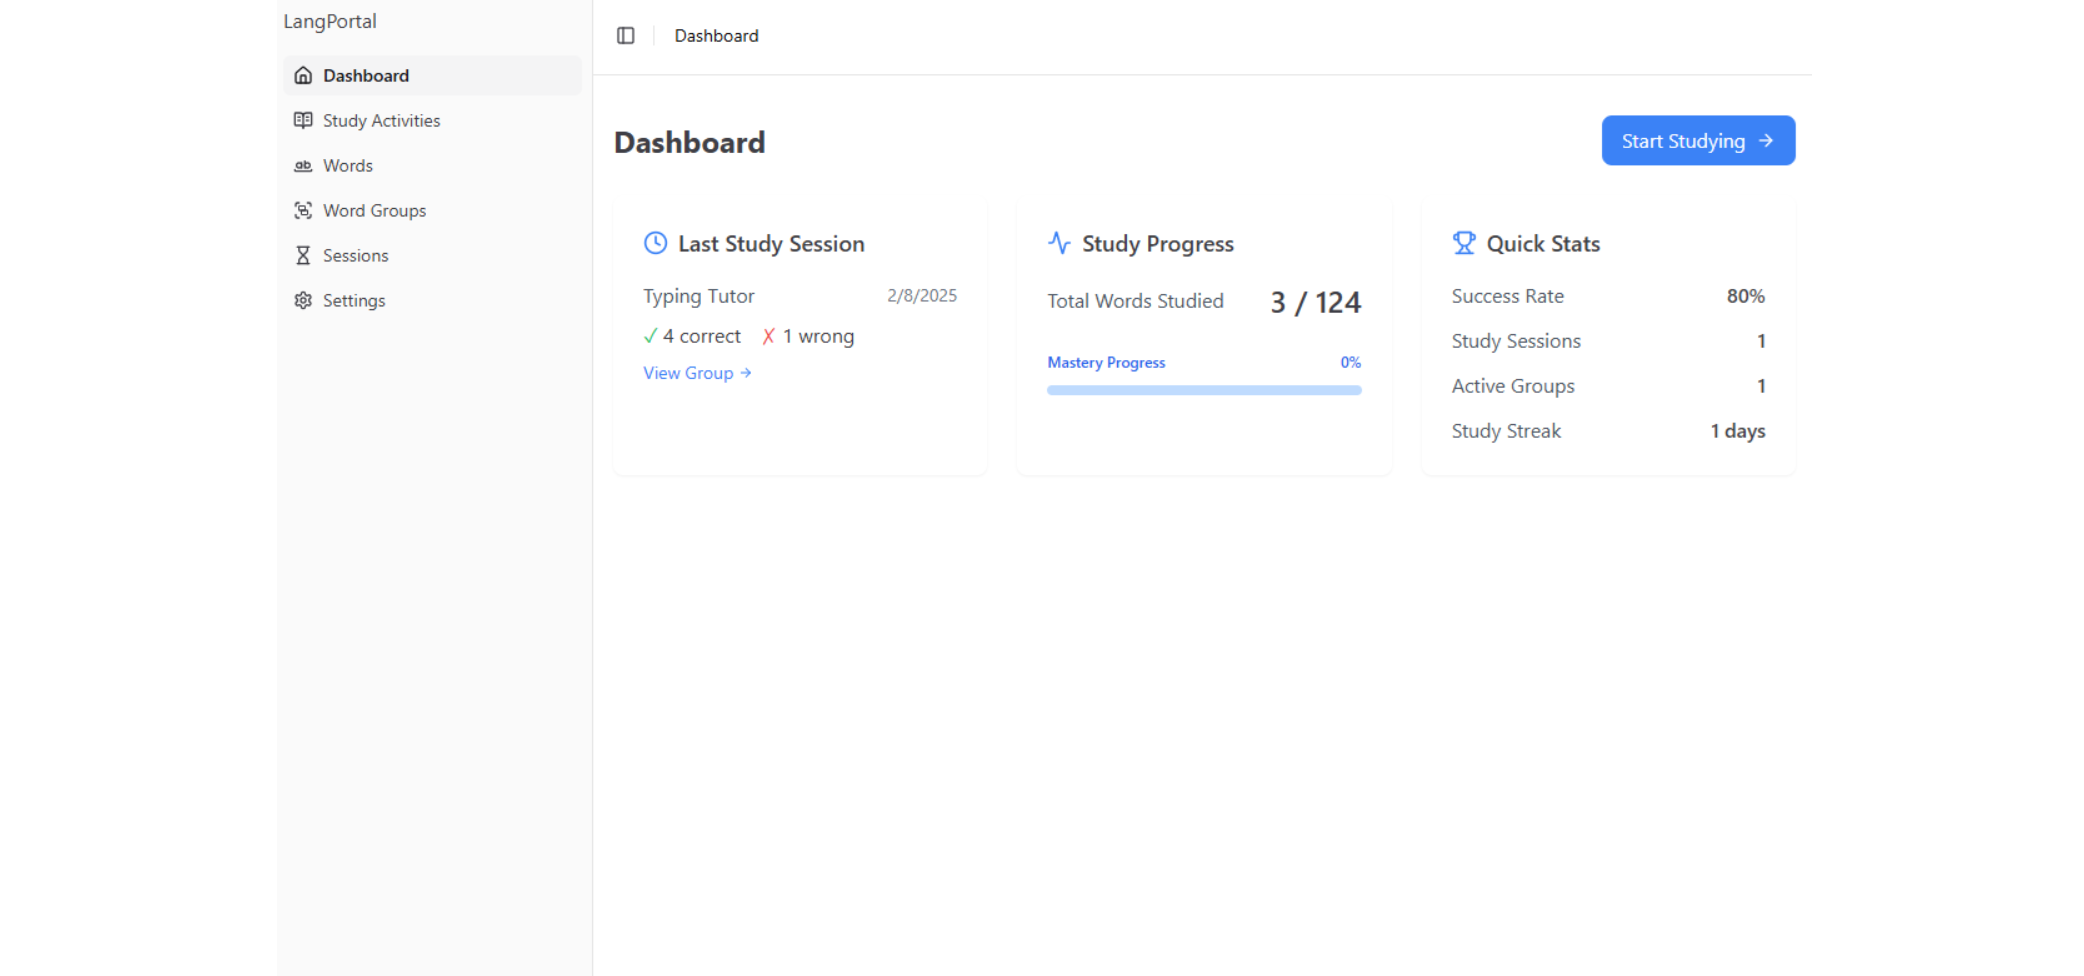 LangPortal
Dashboard
Study Activities
Words
Word Groups
Sessions
Settings
Dashboard
Dashboard
Start Studying →
Last Study Session
Typing Tutor 2/8/2025
✓ 4 correct ✗ 1 wrong
View Group →
Study Progress
Total Words Studied 3 / 124
Mastery Progress 0%
Quick Stats
Success Rate 80%
Study Sessions 1
Active Groups 1
Study Streak 1 days